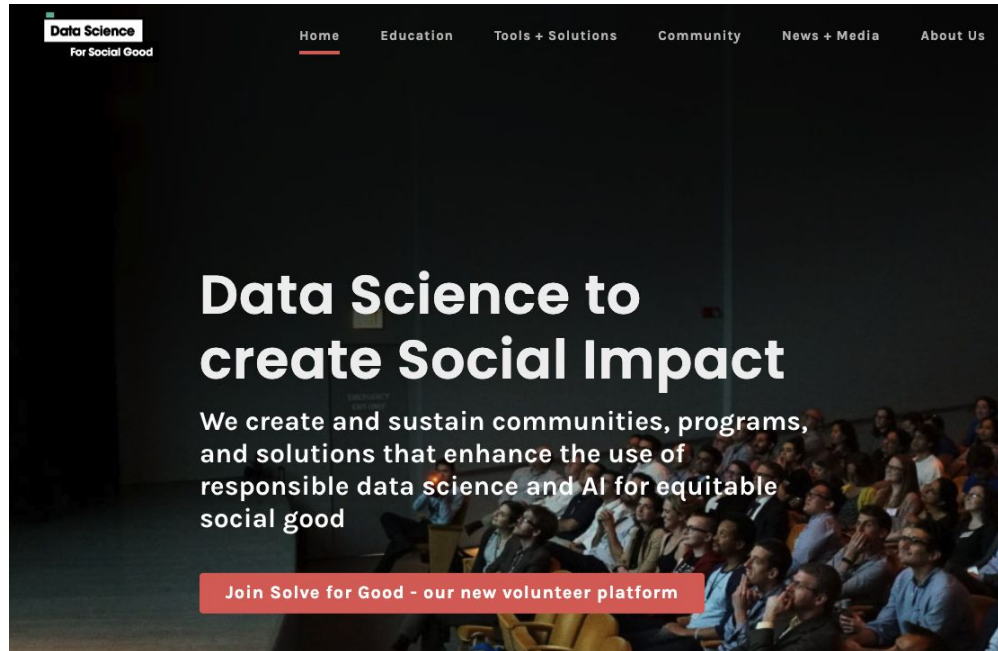 Data Science
For Social Good
Home
Education
Tools + Solutions
Community
News + Media
About Us
Data Science to
create Social Impact
We create and sustain communities, programs,
and solutions that enhance the use of
responsible data science and AI for equitable
social good
Join Solve for Good - our new volunteer platform